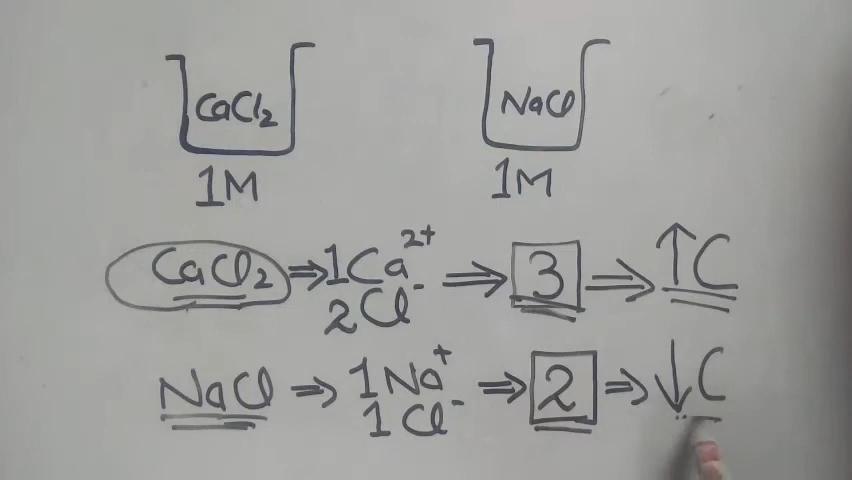 CaCl₂ NaCl
1M 1M
CaCl₂ ⇒ 1Ca²⁺ ⇒ 3 ⇒ ↑C
2Cl⁻
NaCl ⇒ 1Na⁺ ⇒ 2 ⇒ ↓C
1Cl⁻